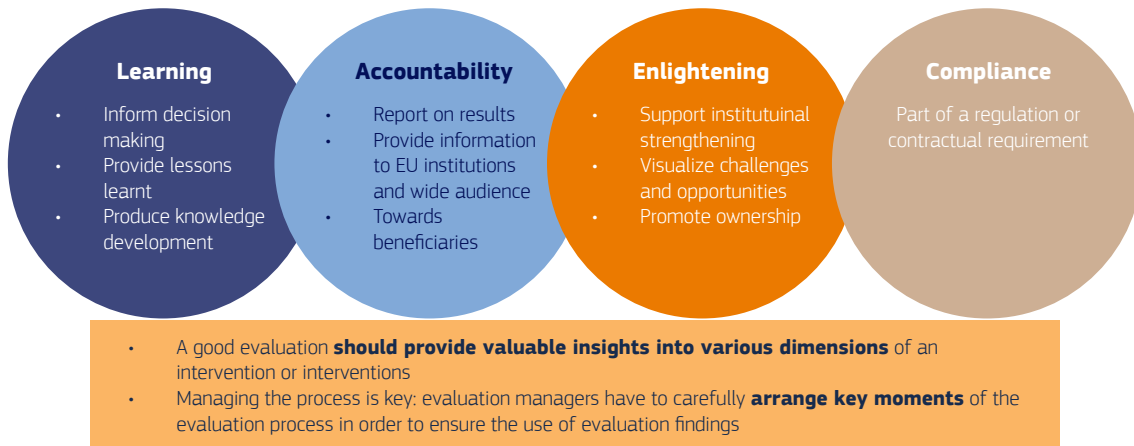 Learning
• Inform decision
making
• Provide lessons
learnt
• Produce knowledge
development
Accountability
• Report on results
• Provide information
to EU institutions
and wide audience
• Towards
beneficiaries
Enlightening
• Support institutuinal
strengthening
• Visualize challenges
and opportunities
• Promote ownership
Compliance
Part of a regulation or
contractual requirement
• A good evaluation should provide valuable insights into various dimensions of an
intervention or interventions
• Managing the process is key: evaluation managers have to carefully arrange key moments of the
evaluation process in order to ensure the use of evaluation findings